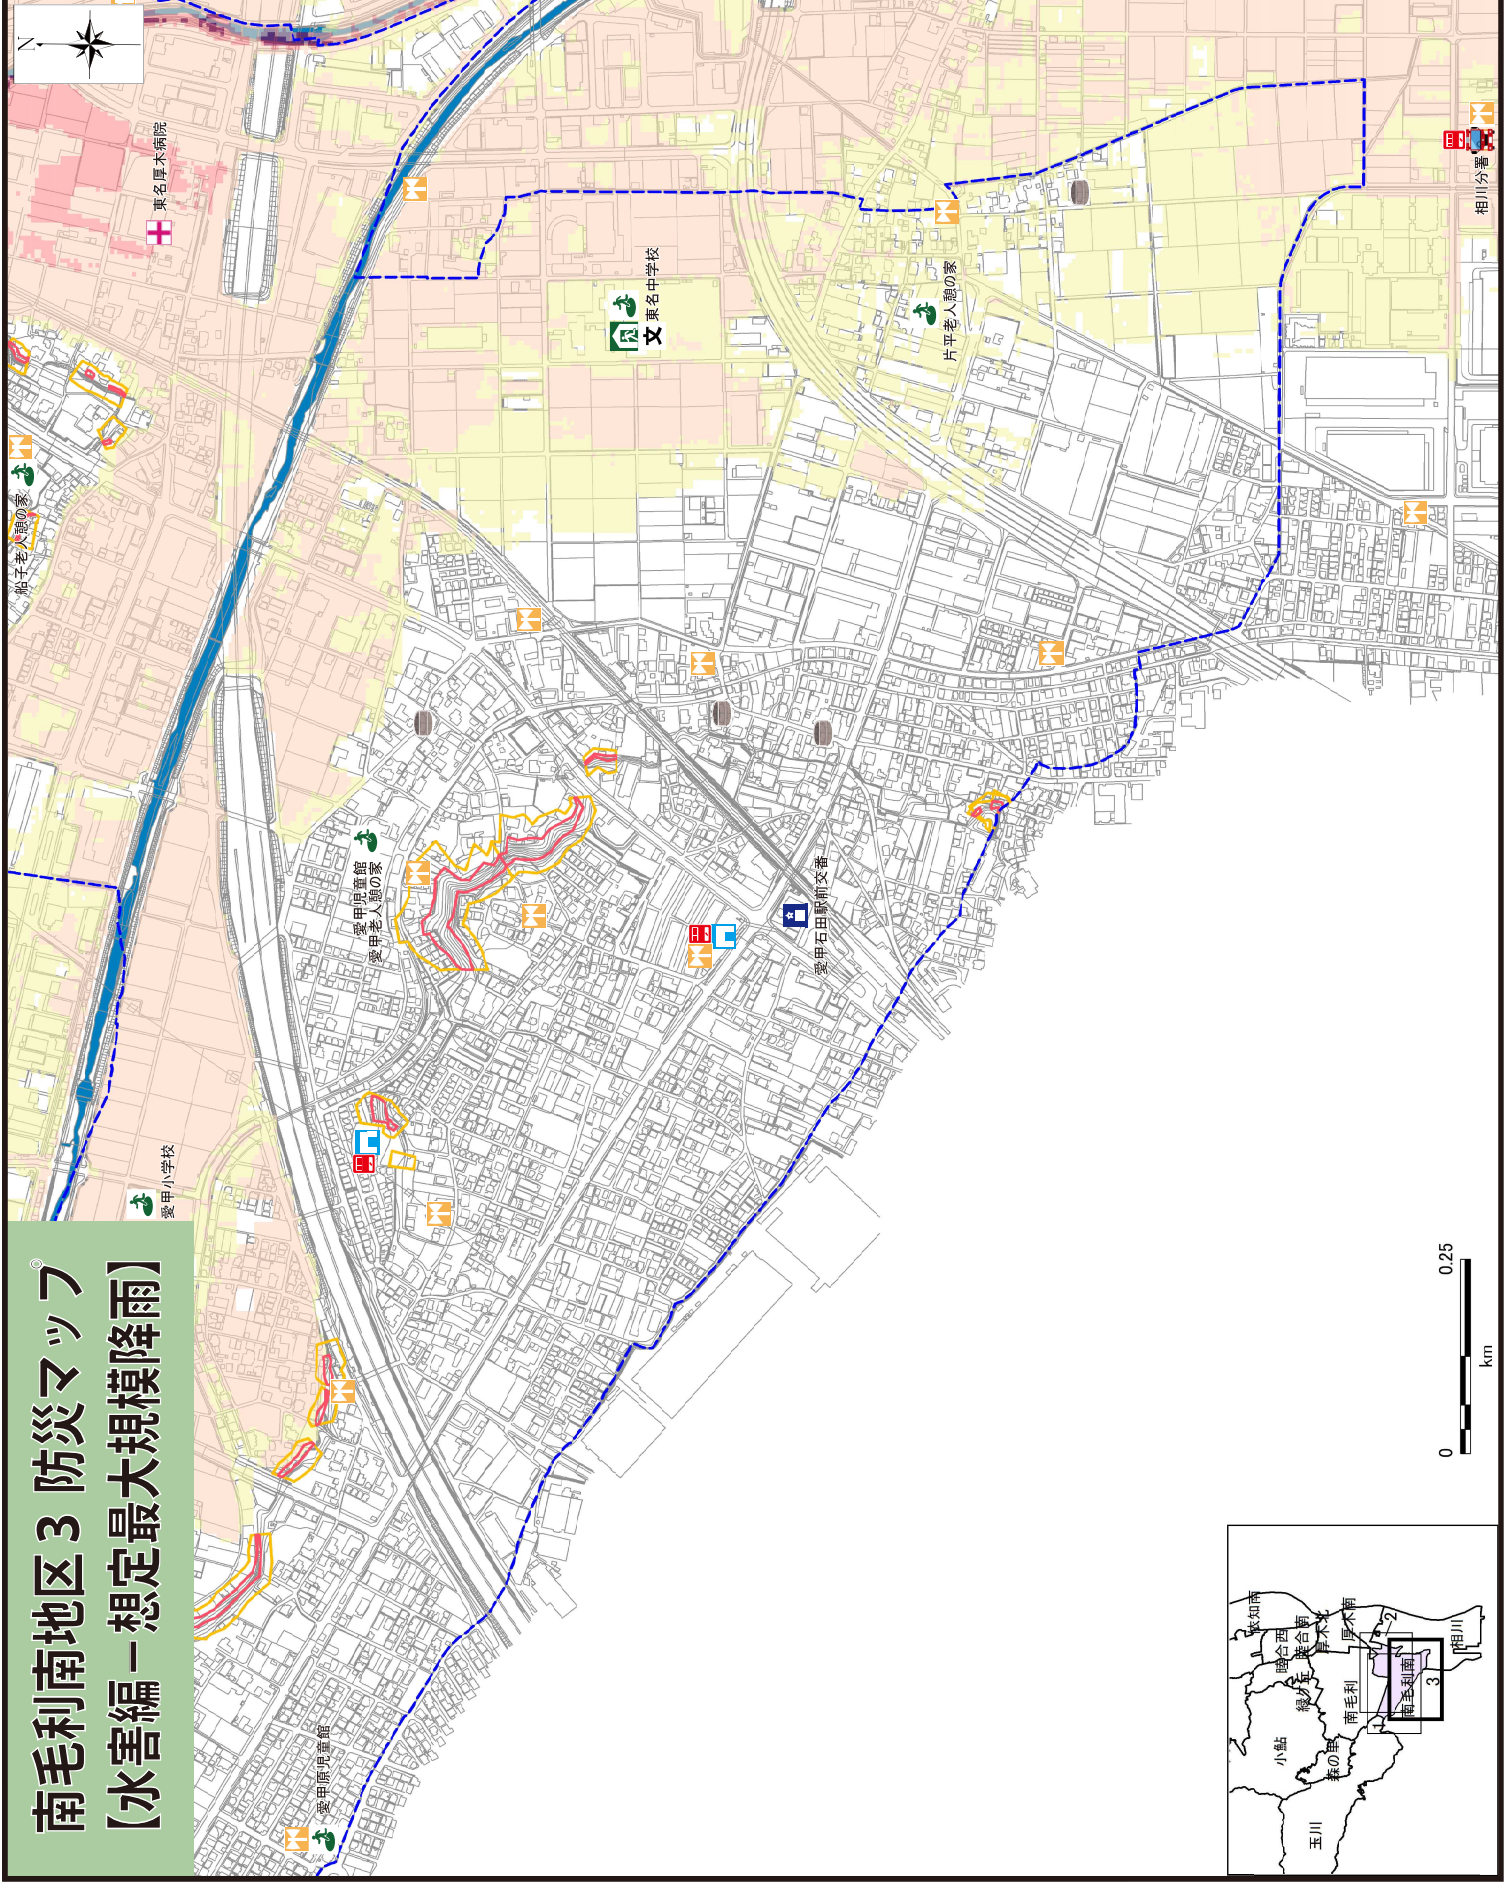 南毛利南地区 3 防災マップ
【水害編－想定最大規模降雨】
N
東名厚木病院
船子老人憩の家
東名中学校
片平老人憩の家
相川分署
愛甲児童館
愛甲老人憩の家
愛甲石田駅前交番
愛甲小学校
愛甲原児童館
0
0.25
km
依知南
睦合西
睦合南
厚木北
厚木南
緑ケ丘
南毛利
南毛利南
相川
小鮎
森の里
玉川
1
2
3